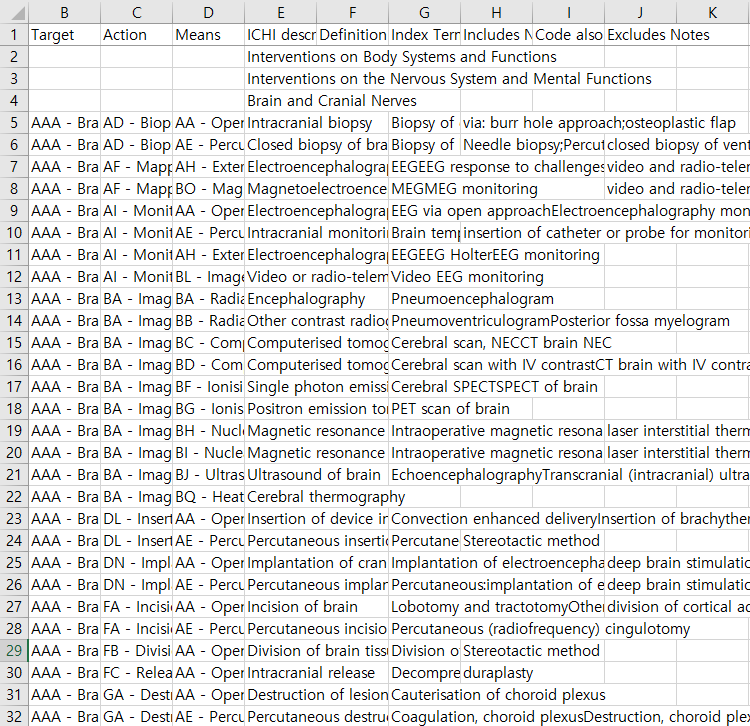 B C D E F G H I J K
1 Target Action Means ICHI descr Definition Index Terr Includes N Code also Excludes Notes
2 Interventions on Body Systems and Functions
3 Interventions on the Nervous System and Mental Functions
4 Brain and Cranial Nerves
5 AAA - Bra AD - Biop AA - Oper Intracranial biopsy Biopsy of via: burr hole approach;osteoplastic flap
6 AAA - Bra AD - Biop AE - Percu Closed biopsy of bra Biopsy of Needle biopsy;Percut closed biopsy of vent
7 AAA - Bra AF - Mapp AH - Exter Electroencephalogra EEGEEG response to challenges video and radio-teler
8 AAA - Bra AF - Mapp BO - Mag Magnetoelectroence MEGMEG monitoring video and radio-teler
9 AAA - Bra AI - Monit AA - Oper Electroencephalogra EEG via open approachElectroencephalography mon
10 AAA - Bra AI - Monit AE - Percu Intracranial monitori Brain temp insertion of catheter or probe for monitori
11 AAA - Bra AI - Monit AH - Exter Electroencephalogra EEGEEG HolterEEG monitoring
12 AAA - Bra AI - Monit BL - Image Video or radio-telem Video EEG monitoring
13 AAA - Bra BA - Imag BA - Radia Encephalography Pneumoencephalogram
14 AAA - Bra BA - Imag BB - Radia Other contrast radiog PneumoventriculogramPosterior fossa myelogram
15 AAA - Bra BA - Imag BC - Com Computerised tomog Cerebral scan, NECCT brain NEC
16 AAA - Bra BA - Imag BD - Com Computerised tomog Cerebral scan with IV contrastCT brain with IV contra
17 AAA - Bra BA - Imag BF - Ionisi Single photon emiss Cerebral SPECTSPECT of brain
18 AAA - Bra BA - Imag BG - Ionis Positron emission to PET scan of brain
19 AAA - Bra BA - Imag BH - Nucl Magnetic resonance Intraoperative magnetic resona laser interstitial therm
20 AAA - Bra BA - Imag BI - Nucle Magnetic resonance Intraoperative magnetic resona laser interstitial therm
21 AAA - Bra BA - Imag BJ - Ultras Ultrasound of brain EchoencephalographyTranscranial (intracranial) ultra
22 AAA - Bra BA - Imag BQ - Heat Cerebral thermography
23 AAA - Bra DL - Insert AA - Oper Insertion of device in Convection enhanced deliveryInsertion of brachyther
24 AAA - Bra DL - Insert AE - Percu Percutaneous insertic Percutane Stereotactic method
25 AAA - Bra DN - Impl AA - Oper Implantation of cran Implantation of electroencepha deep brain stimulatic
26 AAA - Bra DN - Impl AE - Percu Percutaneous implar Percutaneous:implantation of e deep brain stimulatic
27 AAA - Bra FA - Incisi AA - Oper Incision of brain Lobotomy and tractotomyOther division of cortical ad
28 AAA - Bra FA - Incisi AE - Percu Percutaneous incisio Percutaneous (radiofrequency) cingulotomy
29 AAA - Bra FB - Divisi AA - Oper Division of brain tiss Division o Stereotactic method
30 AAA - Bra FC - Relea AA - Oper Intracranial release Decompre duraplasty
31 AAA - Bra GA - Dest AA - Oper Destruction of lesion Cauterisation of choroid plexus
32 AAA - Bra GA - Dest AE - Percu Percutaneous destru Coagulation, choroid plexusDestruction, choroid ple